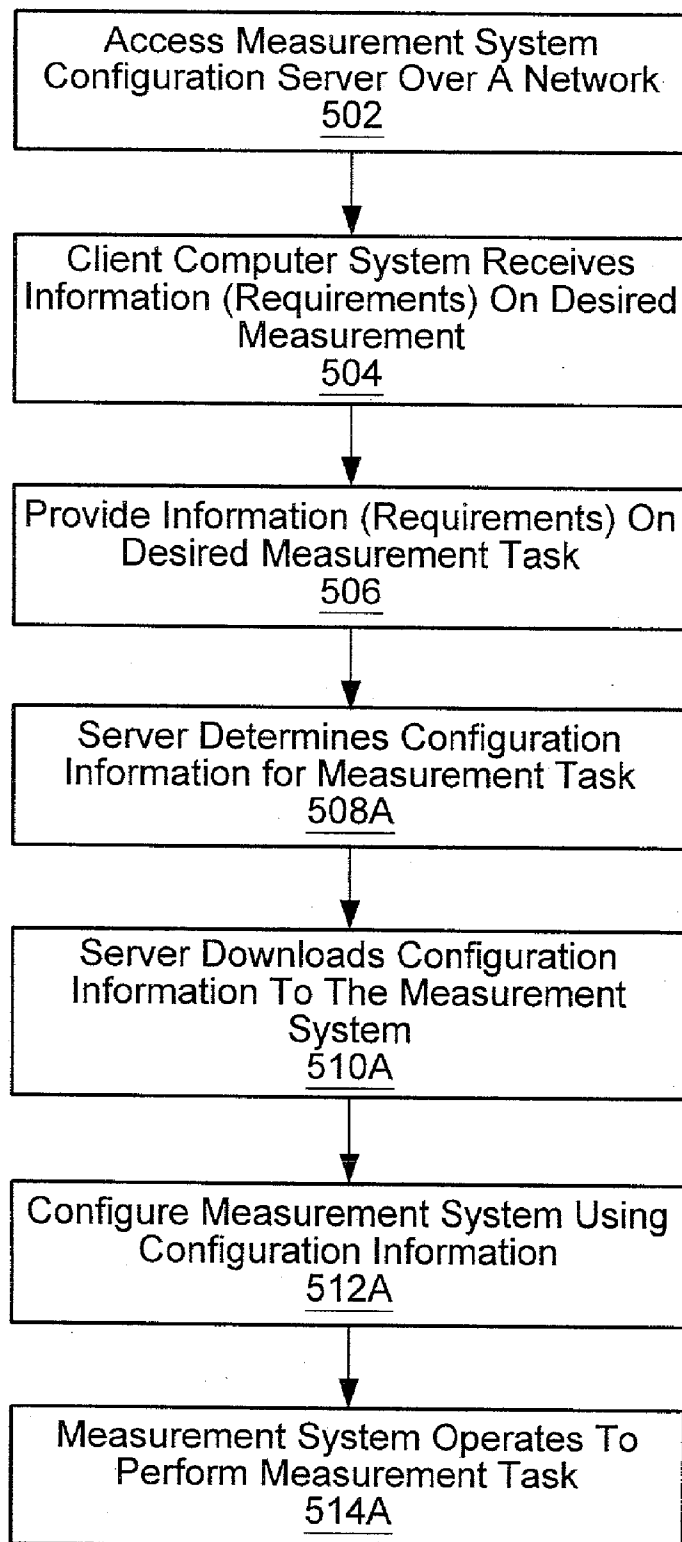 Access Measurement System
Configuration Server Over A Network
502
Client Computer System Receives
Information (Requirements) On Desired
Measurement
504
Provide Information (Requirements) On
Desired Measurement Task
506
Server Determines Configuration
Information for Measurement Task
508A
Server Downloads Configuration
Information To The Measurement
System
510A
Configure Measurement System Using
Configuration Information
512A
Measurement System Operates To
Perform Measurement Task
514A